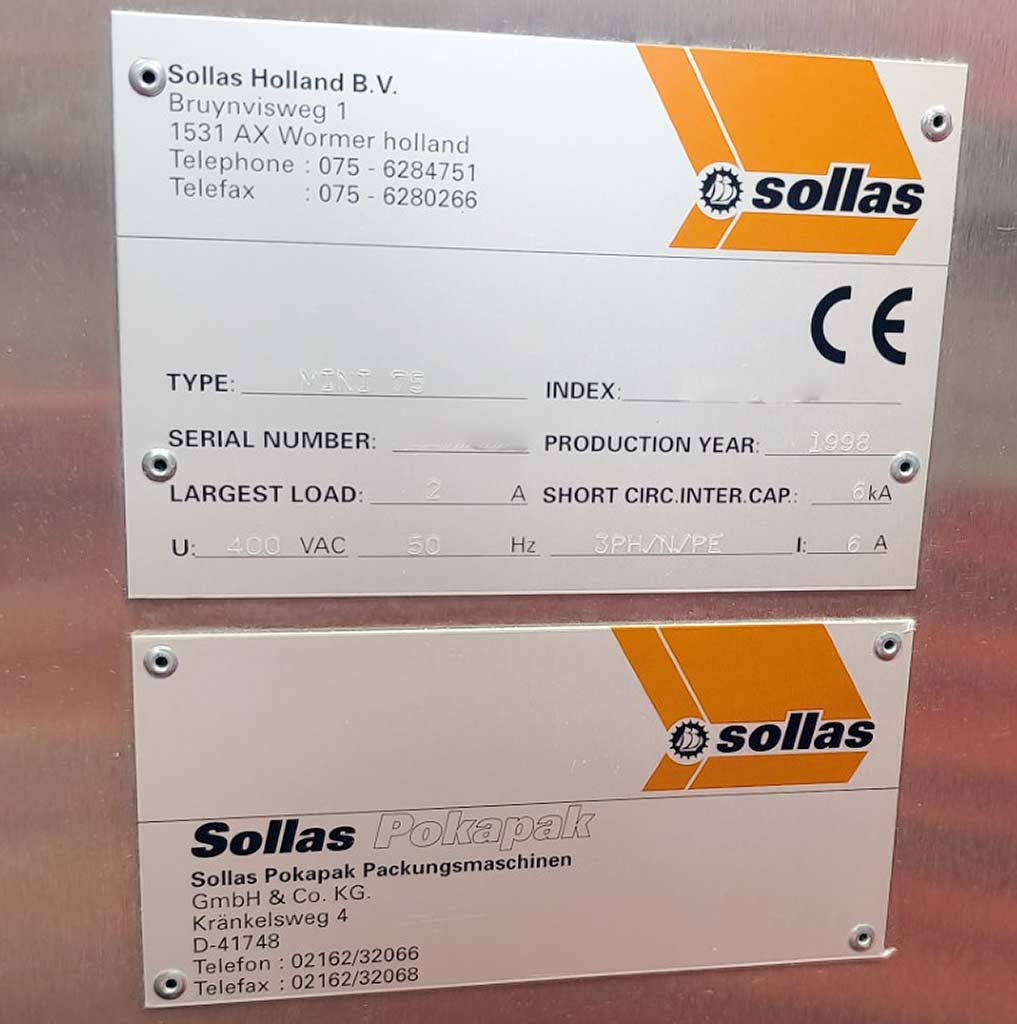 Sollas Holland B.V.
Bruynvisweg 1
1531 AX Wormer holland
Telephone : 075 - 6284751
Telefax : 075 - 6280266
sollas
CE
TYPE: MINI 75 INDEX:
SERIAL NUMBER: PRODUCTION YEAR: 1998
LARGEST LOAD: 2 A SHORT CIRC.INTER.CAP.: 6kA
U: 400 VAC 50 Hz 3PH/N/PE I: 6 A
sollas
Sollas Pokapak
Sollas Pokapak Packungsmaschinen
GmbH & Co. KG.
Kränkelsweg 4
D-41748
Telefon : 02162/32066
Telefax : 02162/32068